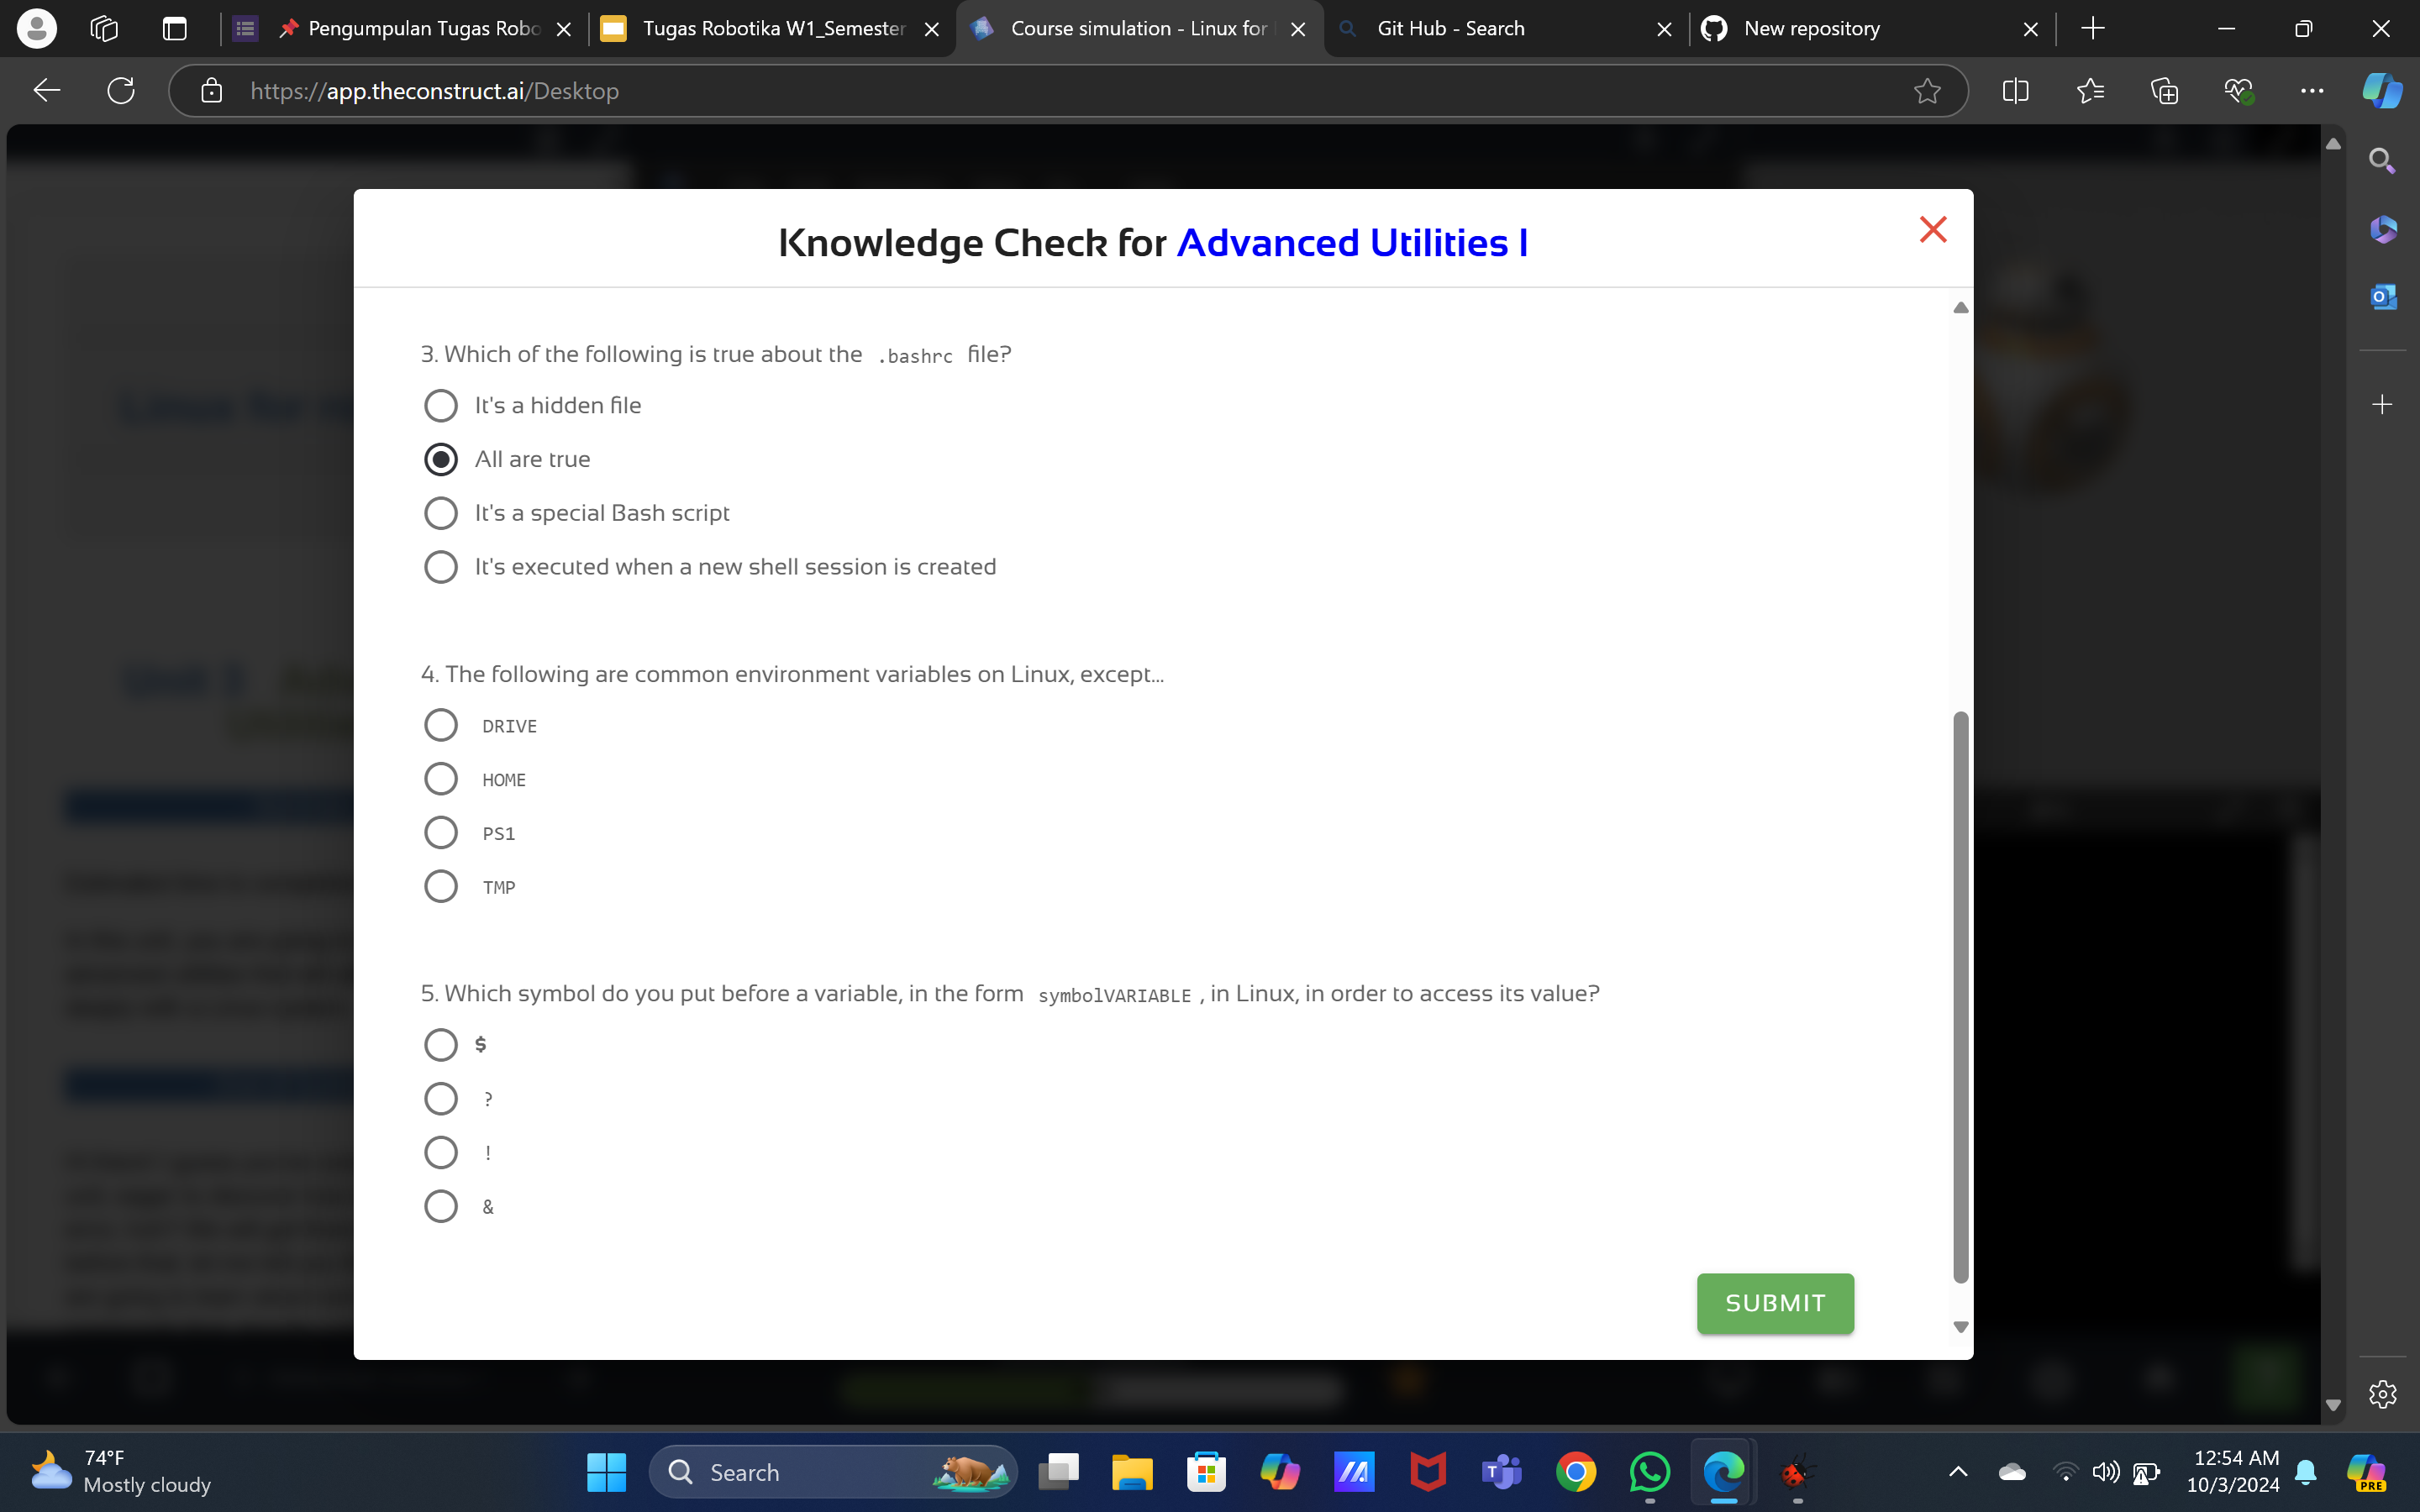 📌 Pengumpulan Tugas Robo
Tugas Robotika W1_Semester
Course simulation - Linux for
Git Hub - Search
New repository
https://app.theconstruct.ai/Desktop
Knowledge Check for Advanced Utilities I
3. Which of the following is true about the .bashrc file?
It's a hidden file
All are true
It's a special Bash script
It's executed when a new shell session is created
4. The following are common environment variables on Linux, except...
DRIVE
HOME
PS1
TMP
5. Which symbol do you put before a variable, in the form symbolVARIABLE , in Linux, in order to access its value?
$
?
!
&
SUBMIT
74°F
Mostly cloudy
Search
12:54 AM
10/3/2024
PRE